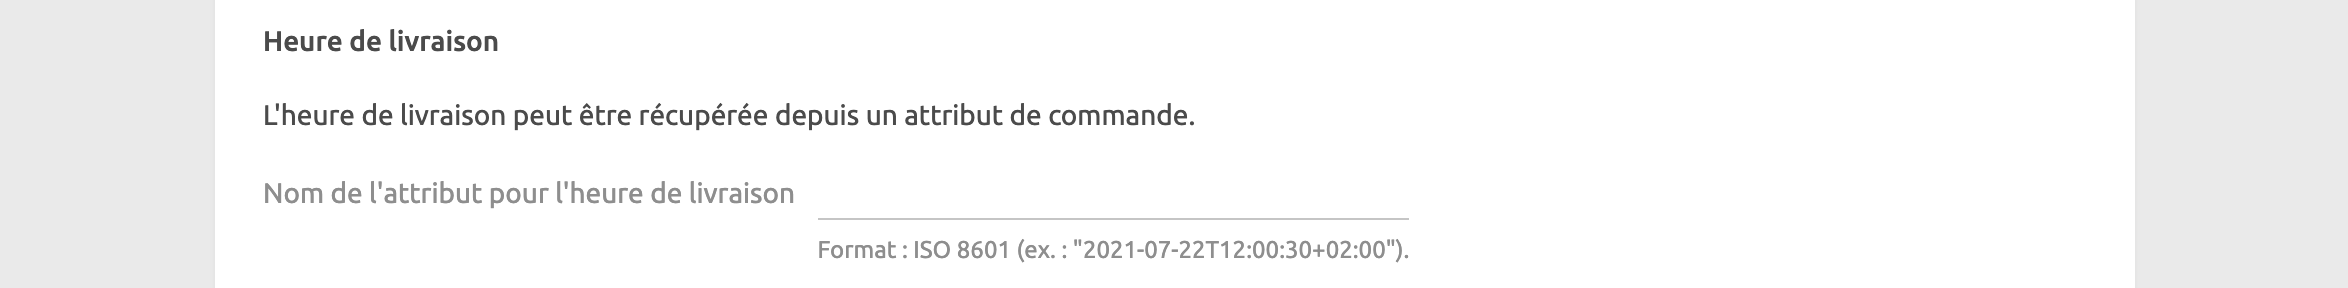 Heure de livraison
L'heure de livraison peut être récupérée depuis un attribut de commande.
Nom de l'attribut pour l'heure de livraison
Format : ISO 8601 (ex. : "2021-07-22T12:00:30+02:00").